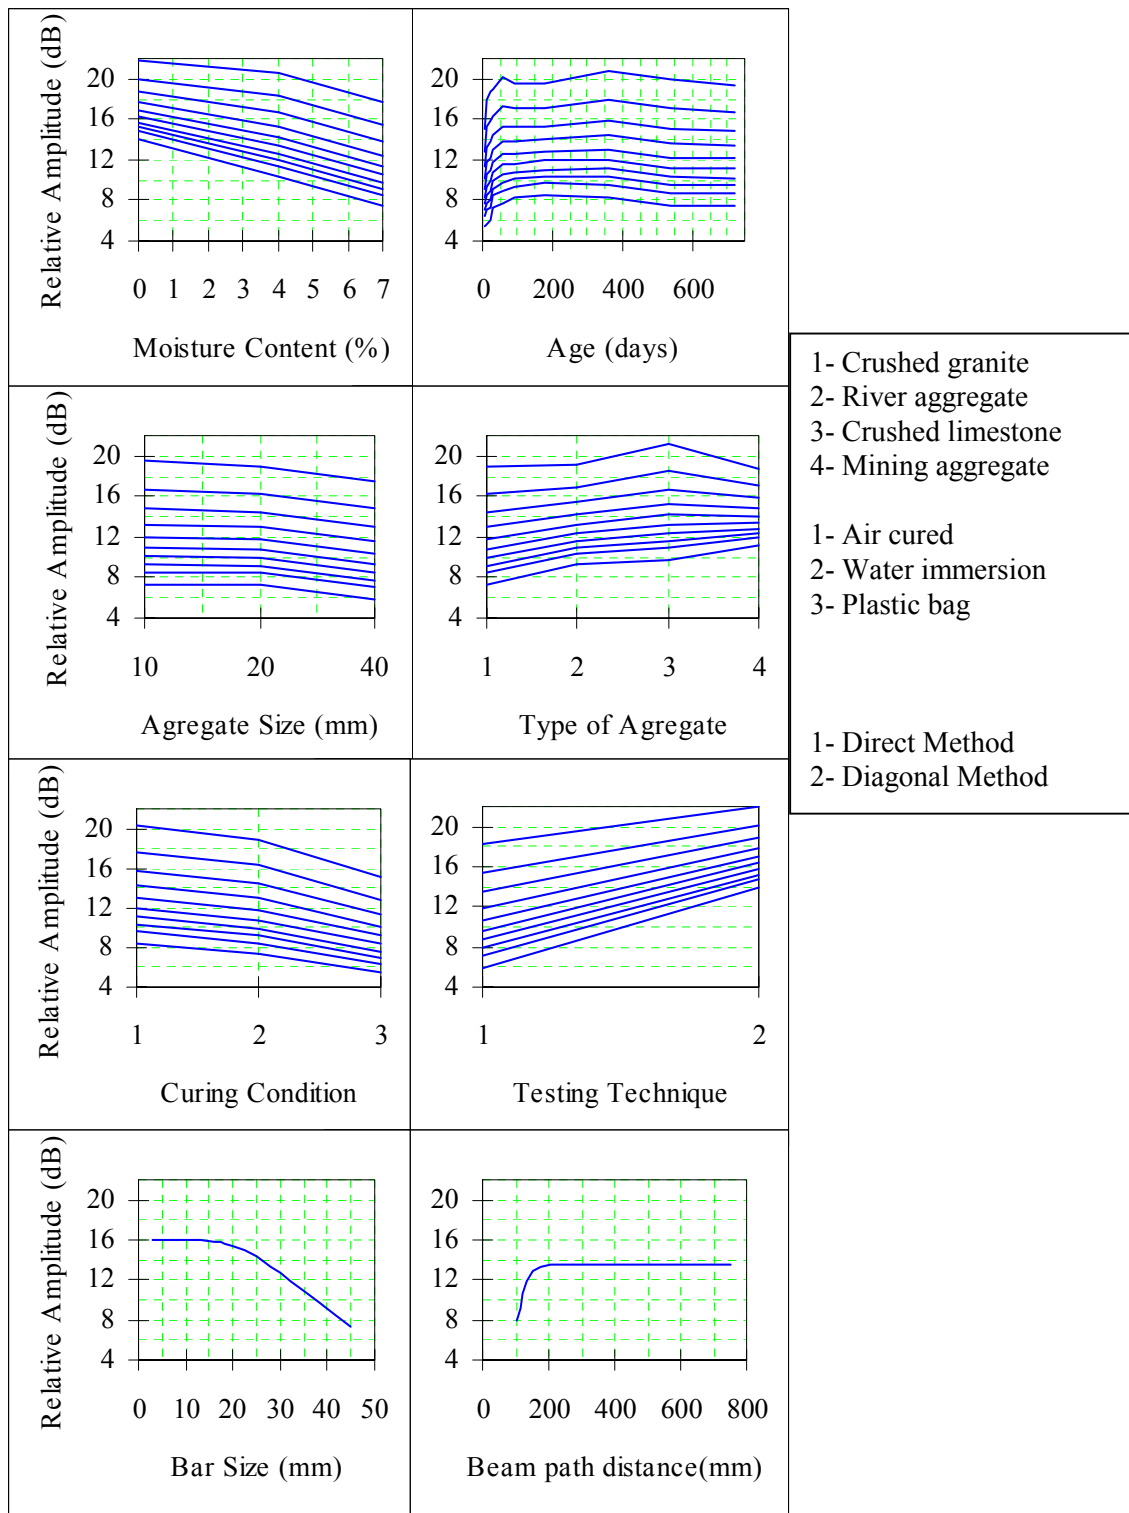 Relative Amplitude (dB)
20
16
12
8
4
0 1 2 3 4 5 6 7
Moisture Content (%)
20
16
12
8
4
0 200 400 600
Age (days)
Relative Amplitude (dB)
20
16
12
8
4
10 20 40
Agregate Size (mm)
20
16
12
8
4
1 2 3 4
Type of Agregate
1- Crushed granite
2- River aggregate
3- Crushed limestone
4- Mining aggregate
1- Air cured
2- Water immersion
3- Plastic bag
1- Direct Method
2- Diagonal Method
Relative Amplitude (dB)
20
16
12
8
4
1 2 3
Curing Condition
20
16
12
8
4
1 2
Testing Technique
Relative Amplitude (dB)
20
16
12
8
4
0 10 20 30 40 50
Bar Size (mm)
20
16
12
8
4
0 200 400 600 800
Beam path distance(mm)